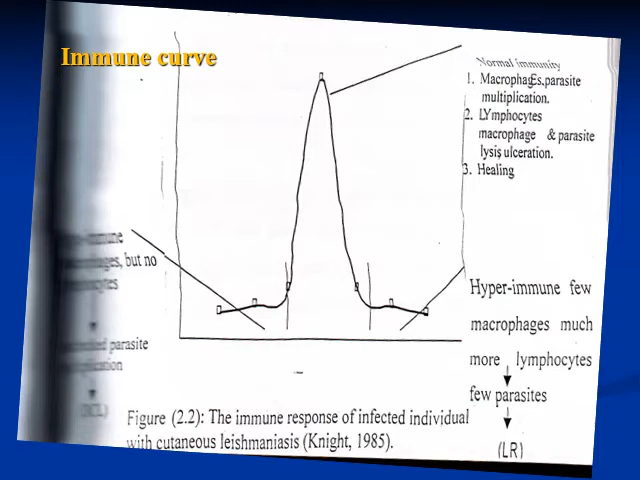 Immune curve
Normal immunity
1. Macrophages, parasite
multiplication.
2. LYmphocytes
macrophage & parasite
lysis ulceration.
3. Healing
immune
but no
parasite
Hyper-immune few
macrophages much
more lymphocytes
few parasites
(LR)
Figure (2.2): The immune response of infected individual
with cutaneous leishmaniasis (Knight, 1985).